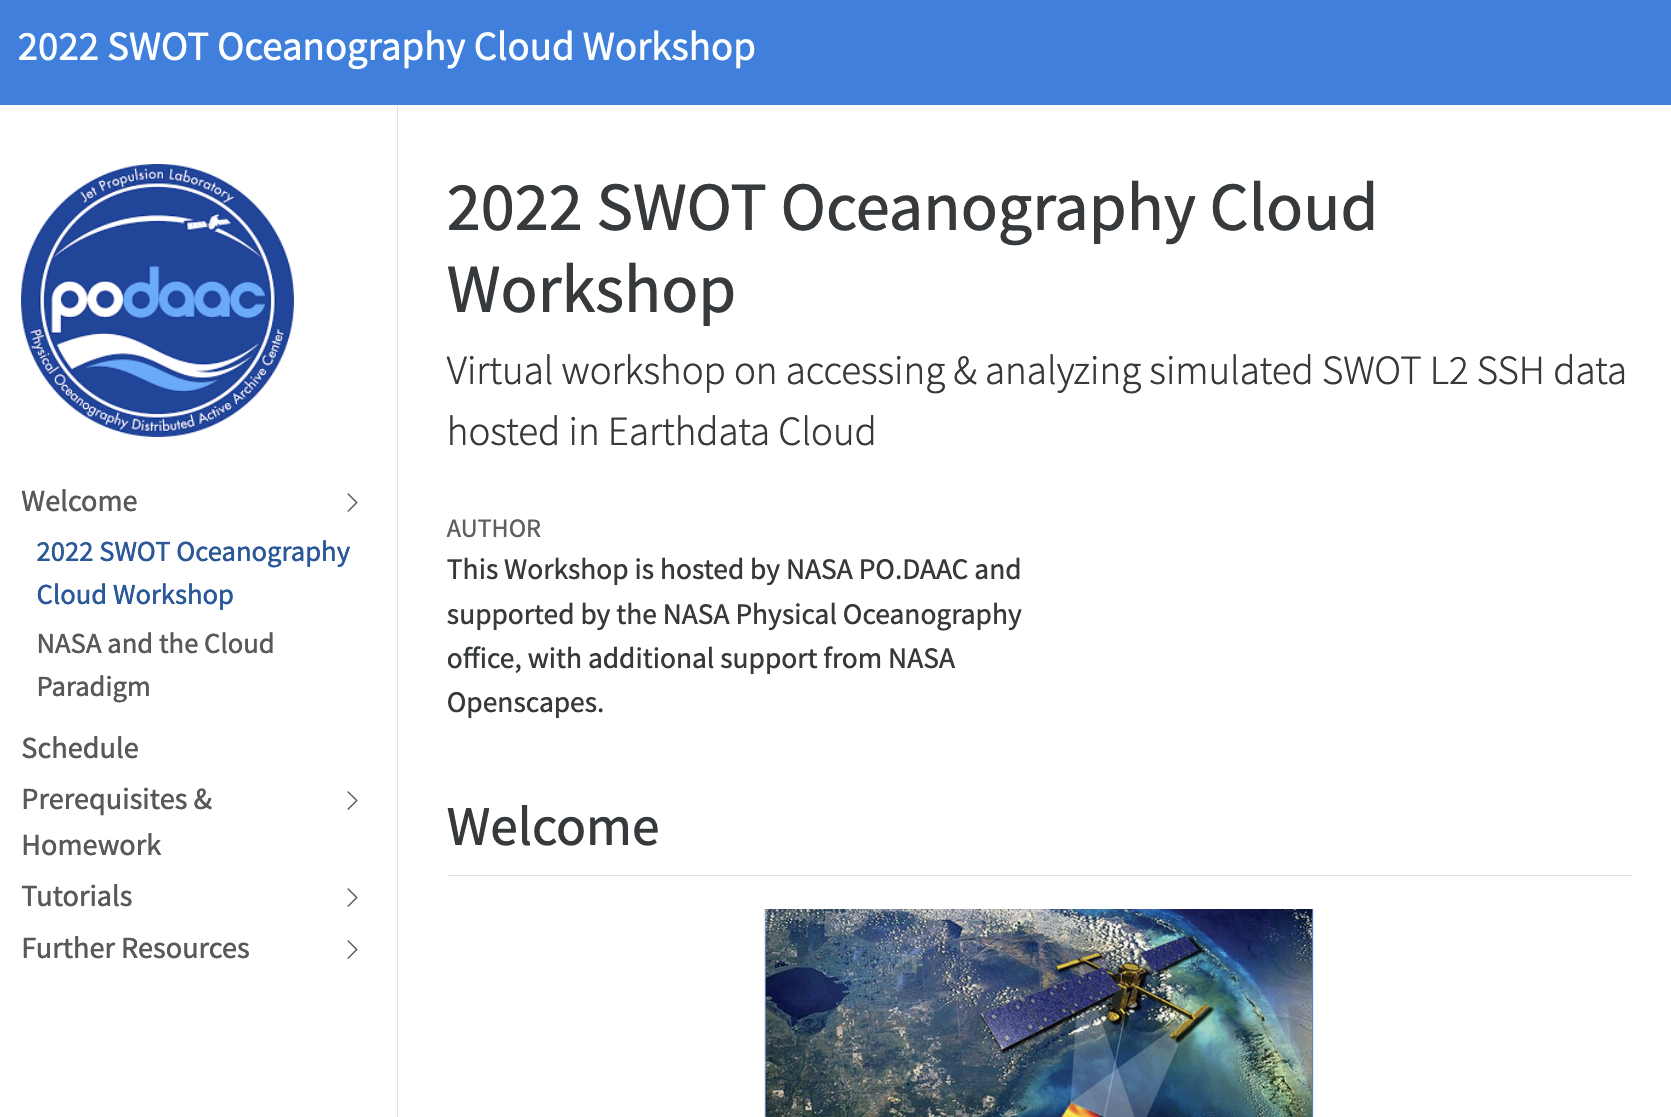 2022 SWOT Oceanography Cloud Workshop
Jet Propulsion Laboratory
podaac
Physical Oceanography Distributed Active Archive Center
Welcome
2022 SWOT Oceanography
Cloud Workshop
NASA and the Cloud
Paradigm
Schedule
Prerequisites &
Homework
Tutorials
Further Resources
2022 SWOT Oceanography Cloud
Workshop
Virtual workshop on accessing & analyzing simulated SWOT L2 SSH data
hosted in Earthdata Cloud
AUTHOR
This Workshop is hosted by NASA PO.DAAC and
supported by the NASA Physical Oceanography
office, with additional support from NASA
Openscapes.
Welcome